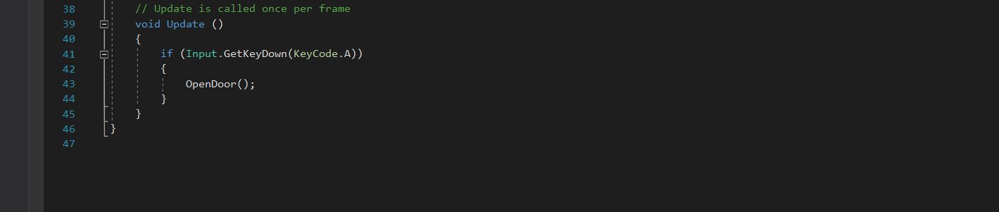 38 // Update is called once per frame
39 void Update ()
40 {
41 if (Input.GetKeyDown(KeyCode.A))
42 {
43 OpenDoor();
44 }
45 }
46 }
47